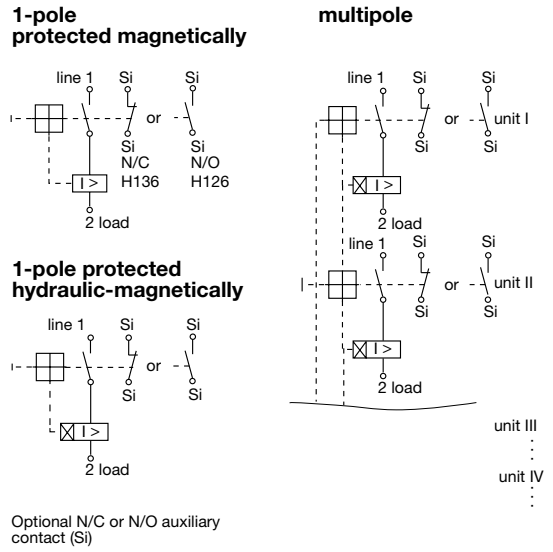 1-pole
protected magnetically
line 1 Si Si
or
Si Si
N/C N/O
I > H136 H126
2 load
1-pole protected
hydraulic-magnetically
line 1 Si Si
or
Si Si
I >
2 load
Optional N/C or N/O auxiliary
contact (Si)
multipole
line 1 Si Si
or unit I
Si Si
I >
2 load
line 1 Si Si
or unit II
Si Si
I >
2 load
unit III
unit IV